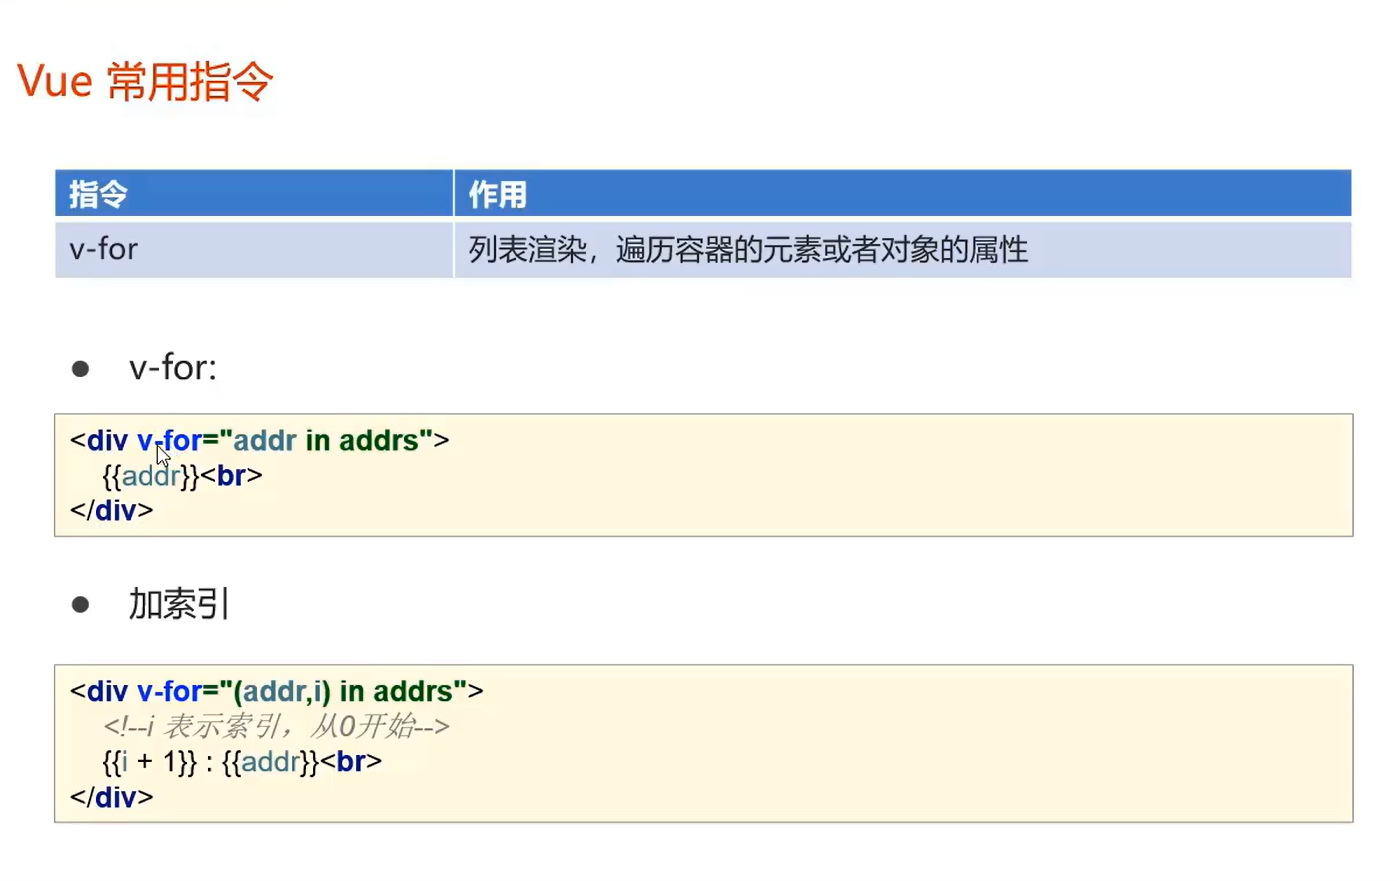 Vue 常用指令
指令 作用
v-for 列表渲染，遍历容器的元素或者对象的属性
● v-for:
<div v-for="addr in addrs">
{{addr}}<br>
</div>
● 加索引
<div v-for="(addr,i) in addrs">
<!--i 表示索引，从0开始-->
{{i + 1}} : {{addr}}<br>
</div>